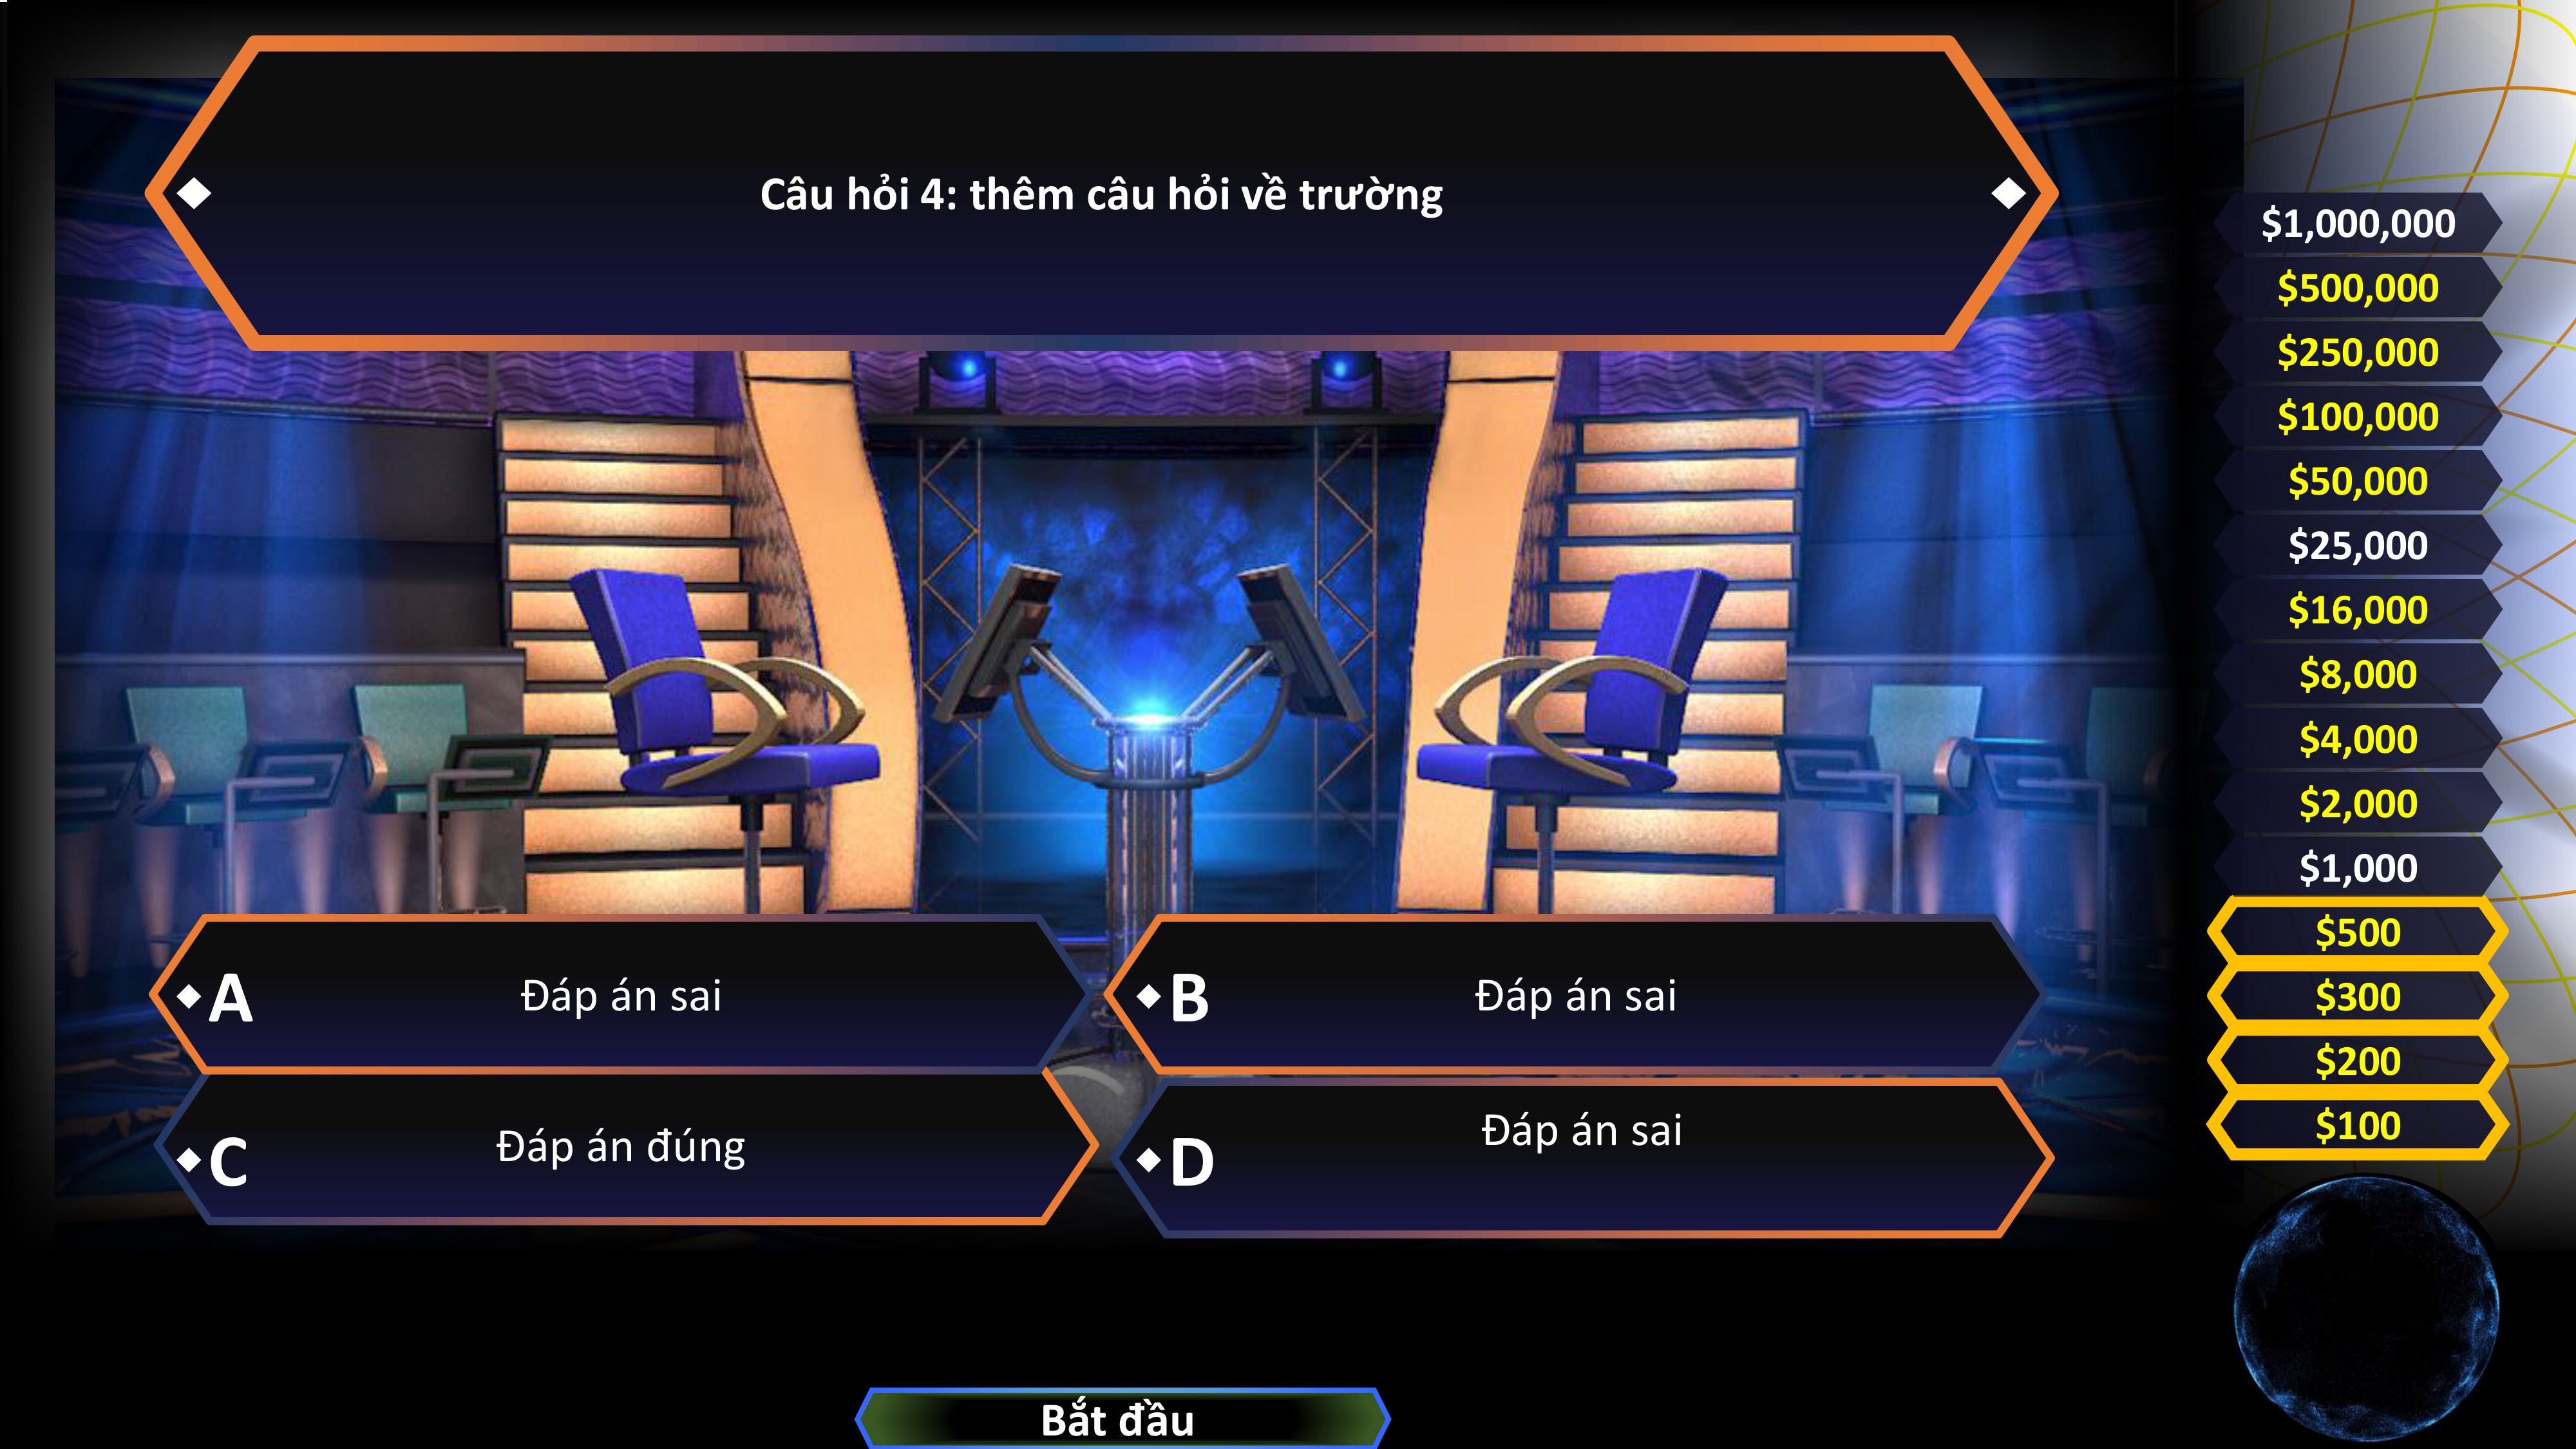 Câu hỏi 4: thêm câu hỏi về trường
$1,000,000
$500,000
$250,000
$100,000
$50,000
$25,000
$16,000
$8,000
$4,000
$2,000
$1,000
$500
$300
$200
$100
A Đáp án sai
B Đáp án sai
C Đáp án đúng
D Đáp án sai
Bắt đầu